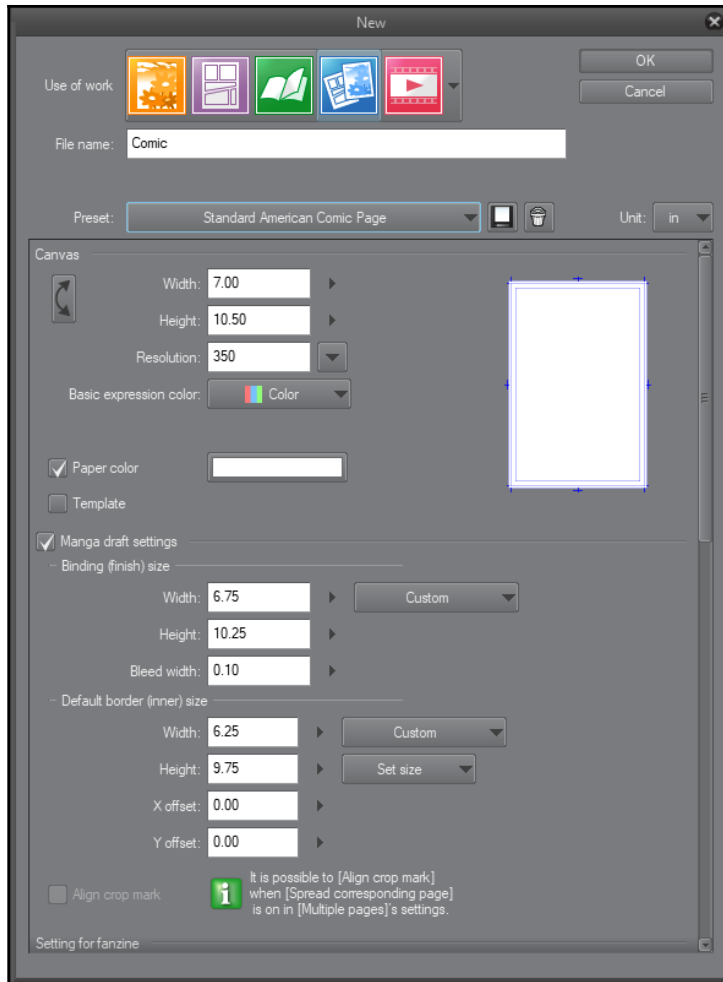 New
Use of work
OK
Cancel
File name: Comic
Preset: Standard American Comic Page Unit: in
Canvas
Width: 7.00
Height: 10.50
Resolution: 350
Basic expression color: Color
Paper color
Template
Manga draft settings
Binding (finish) size
Width: 6.75 Custom
Height: 10.25
Bleed width: 0.10
Default border (inner) size
Width: 6.25 Custom
Height: 9.75 Set size
X offset: 0.00
Y offset: 0.00
Align crop mark
It is possible to [Align crop mark]
when [Spread corresponding page]
is on in [Multiple pages]'s settings.
Setting for fanzine